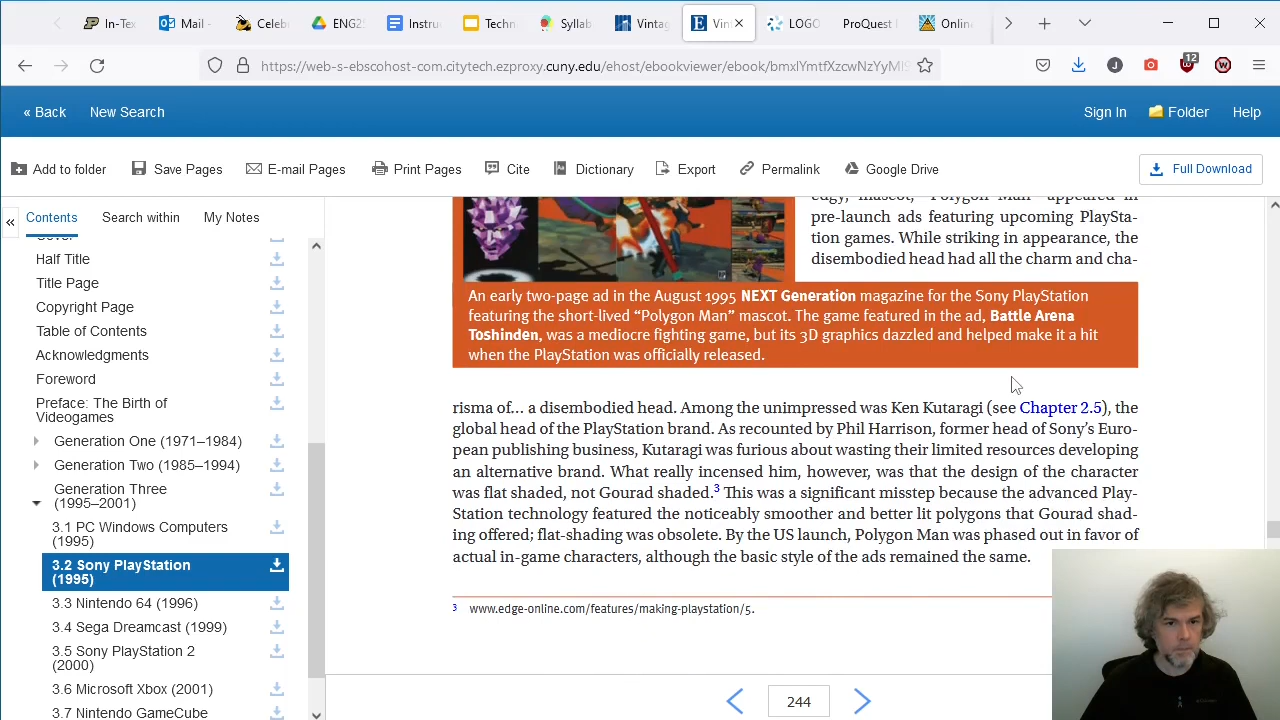 In-Tex
Mail -
Celeb
ENG25
Instru
Techn
Syllab
Vintag
Vint
LOGO
ProQuest
Online
https://web-s-ebscohost-com.citytech.ezproxy.cuny.edu/ehost/ebookviewer/ebook/bmxlYmtfXzcwNzYyMl9
12
J
W
« Back
New Search
Sign In
Folder
Help
Add to folder
Save Pages
E-mail Pages
Print Pages
Cite
Dictionary
Export
Permalink
Google Drive
Full Download
«
Contents
Search within
My Notes
Cover
Half Title
Title Page
Copyright Page
Table of Contents
Acknowledgments
Foreword
Preface: The Birth of
Videogames
Generation One (1971–1984)
Generation Two (1985–1994)
Generation Three
(1995–2001)
3.1 PC Windows Computers
(1995)
3.2 Sony PlayStation
(1995)
3.3 Nintendo 64 (1996)
3.4 Sega Dreamcast (1999)
3.5 Sony PlayStation 2
(2000)
3.6 Microsoft Xbox (2001)
3.7 Nintendo GameCube
edgy, mascot, “Polygon Man” appeared in
pre-launch ads featuring upcoming PlaySta-
tion games. While striking in appearance, the
disembodied head had all the charm and cha-
An early two-page ad in the August 1995 NEXT Generation magazine for the Sony PlayStation
featuring the short-lived “Polygon Man” mascot. The game featured in the ad, Battle Arena
Toshinden, was a mediocre fighting game, but its 3D graphics dazzled and helped make it a hit
when the PlayStation was officially released.
risma of... a disembodied head. Among the unimpressed was Ken Kutaragi (see Chapter 2.5), the
global head of the PlayStation brand. As recounted by Phil Harrison, former head of Sony’s Euro-
pean publishing business, Kutaragi was furious about wasting their limited resources developing
an alternative brand. What really incensed him, however, was that the design of the character
was flat shaded, not Gourad shaded.3 This was a significant misstep because the advanced Play-
Station technology featured the noticeably smoother and better lit polygons that Gourad shad-
ing offered; flat-shading was obsolete. By the US launch, Polygon Man was phased out in favor of
actual in-game characters, although the basic style of the ads remained the same.
3 www.edge-online.com/features/making-playstation/5.
244